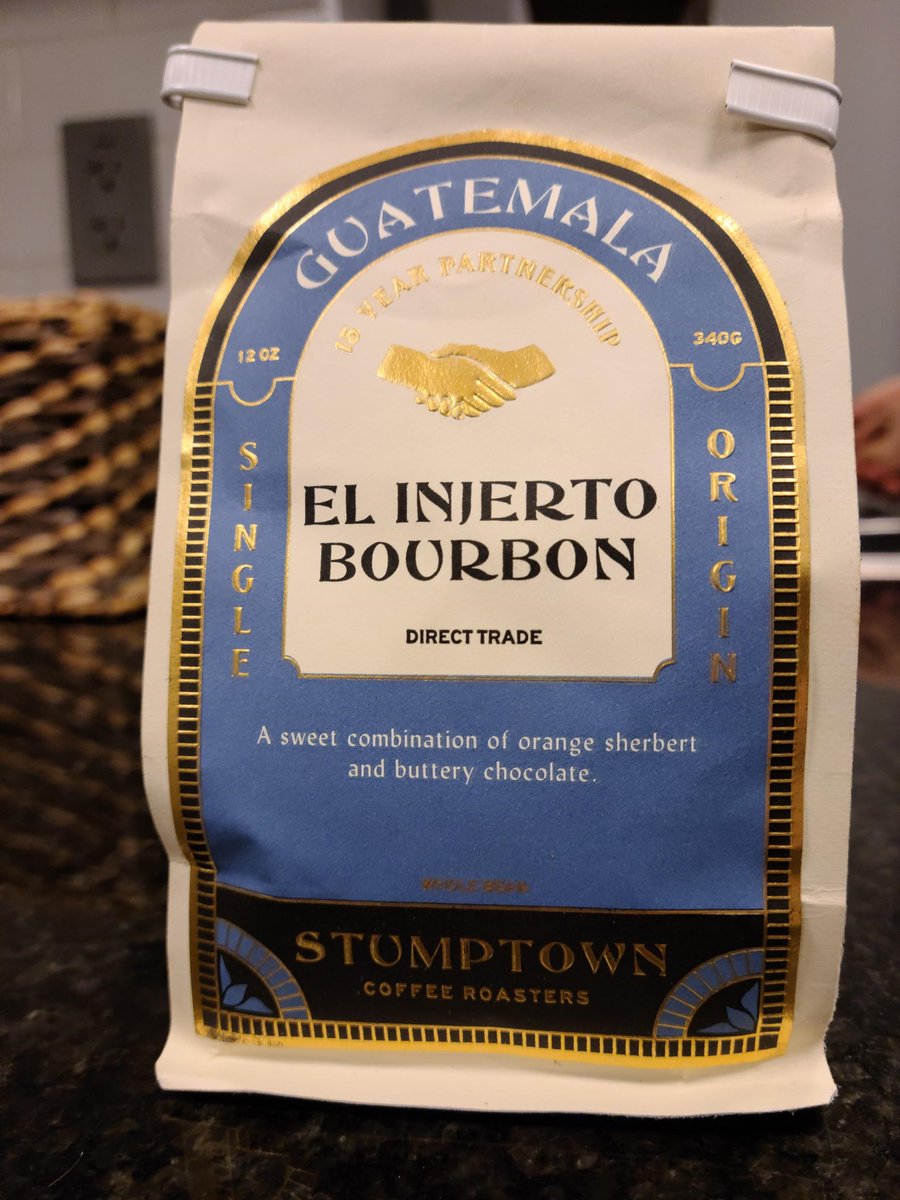 GUATEMALA
15 YEAR PARTNERSHIP
12 OZ
340G
SINGLE
ORIGIN
EL INJERTO
BOURBON
DIRECT TRADE
A sweet combination of orange sherbert
and buttery chocolate.
WHOLE BEAN
STUMPTOWN
COFFEE ROASTERS